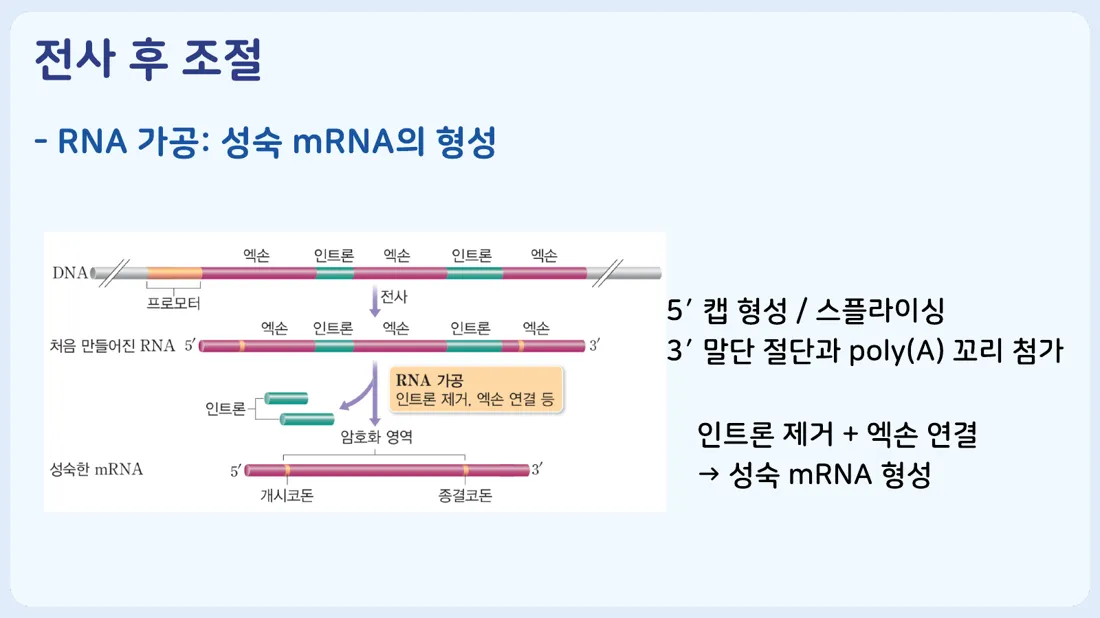 전사 후 조절
- RNA 가공: 성숙 mRNA의 형성
엑손 인트론 엑손 인트론 엑손
DNA
프로모터
전사
엑손 인트론 엑손 인트론 엑손
처음 만들어진 RNA 5′ 3′
RNA 가공
인트론 제거, 엑손 연결 등
인트론
암호화 영역
성숙한 mRNA 5′ 3′
개시코돈 종결코돈
5′ 캡 형성 / 스플라이싱
3′ 말단 절단과 poly(A) 꼬리 첨가
인트론 제거 + 엑손 연결
→ 성숙 mRNA 형성